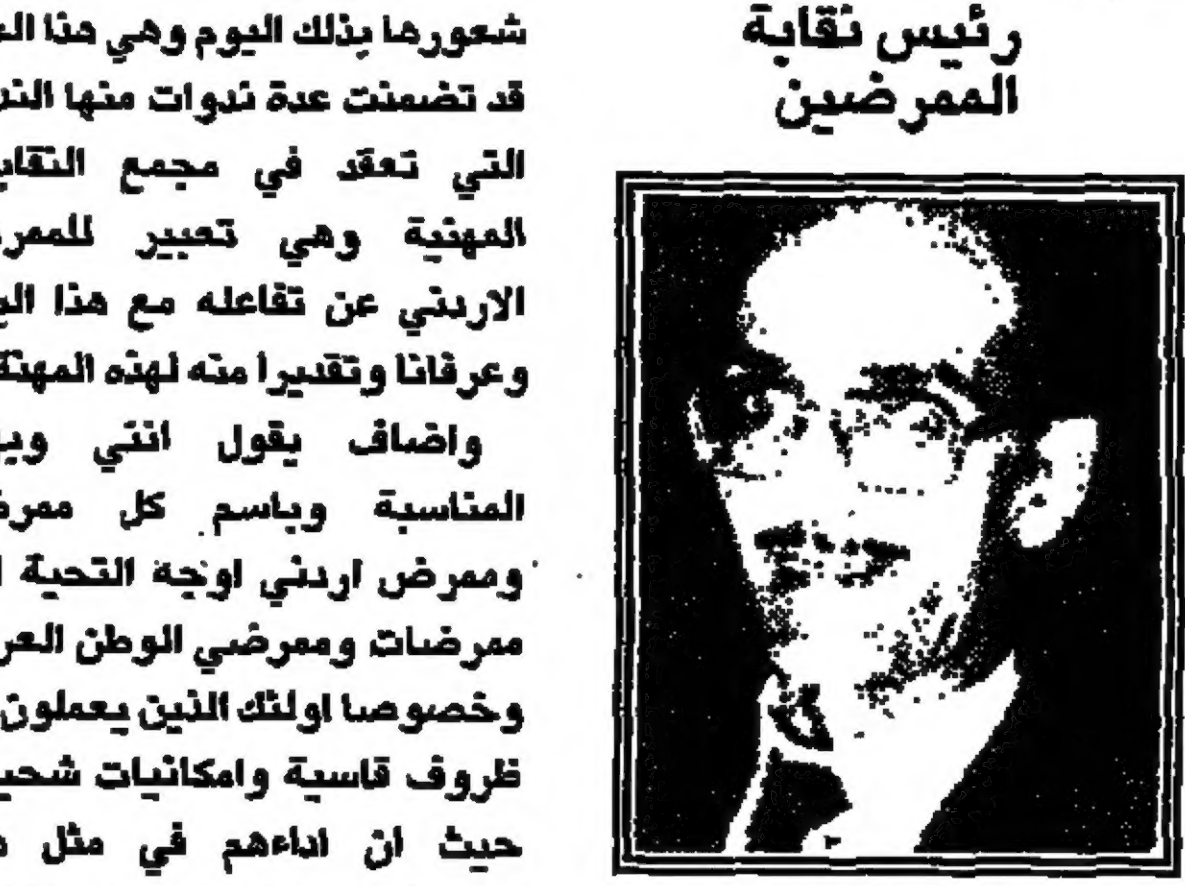 رئيس نقابة
الممرضين
شعورها بذلك اليوم وهي هذا
قد تضمنت عدة ندوات منها
التي تعقد في مجمع
المهنية وهي تعبير
الاردني عن تفاعله مع هذا
وعرفانا وتقديرا منه لهذه المهنة
واضاف يقول انني
المناسبة وباسم كل
وممرض اردني اوجه التحية
ممرضات وممرضي الوطن
وخصوصا اولئك الذين يعملون
ظروف قاسية وامكانيات
حيث ان اداءهم في مثل